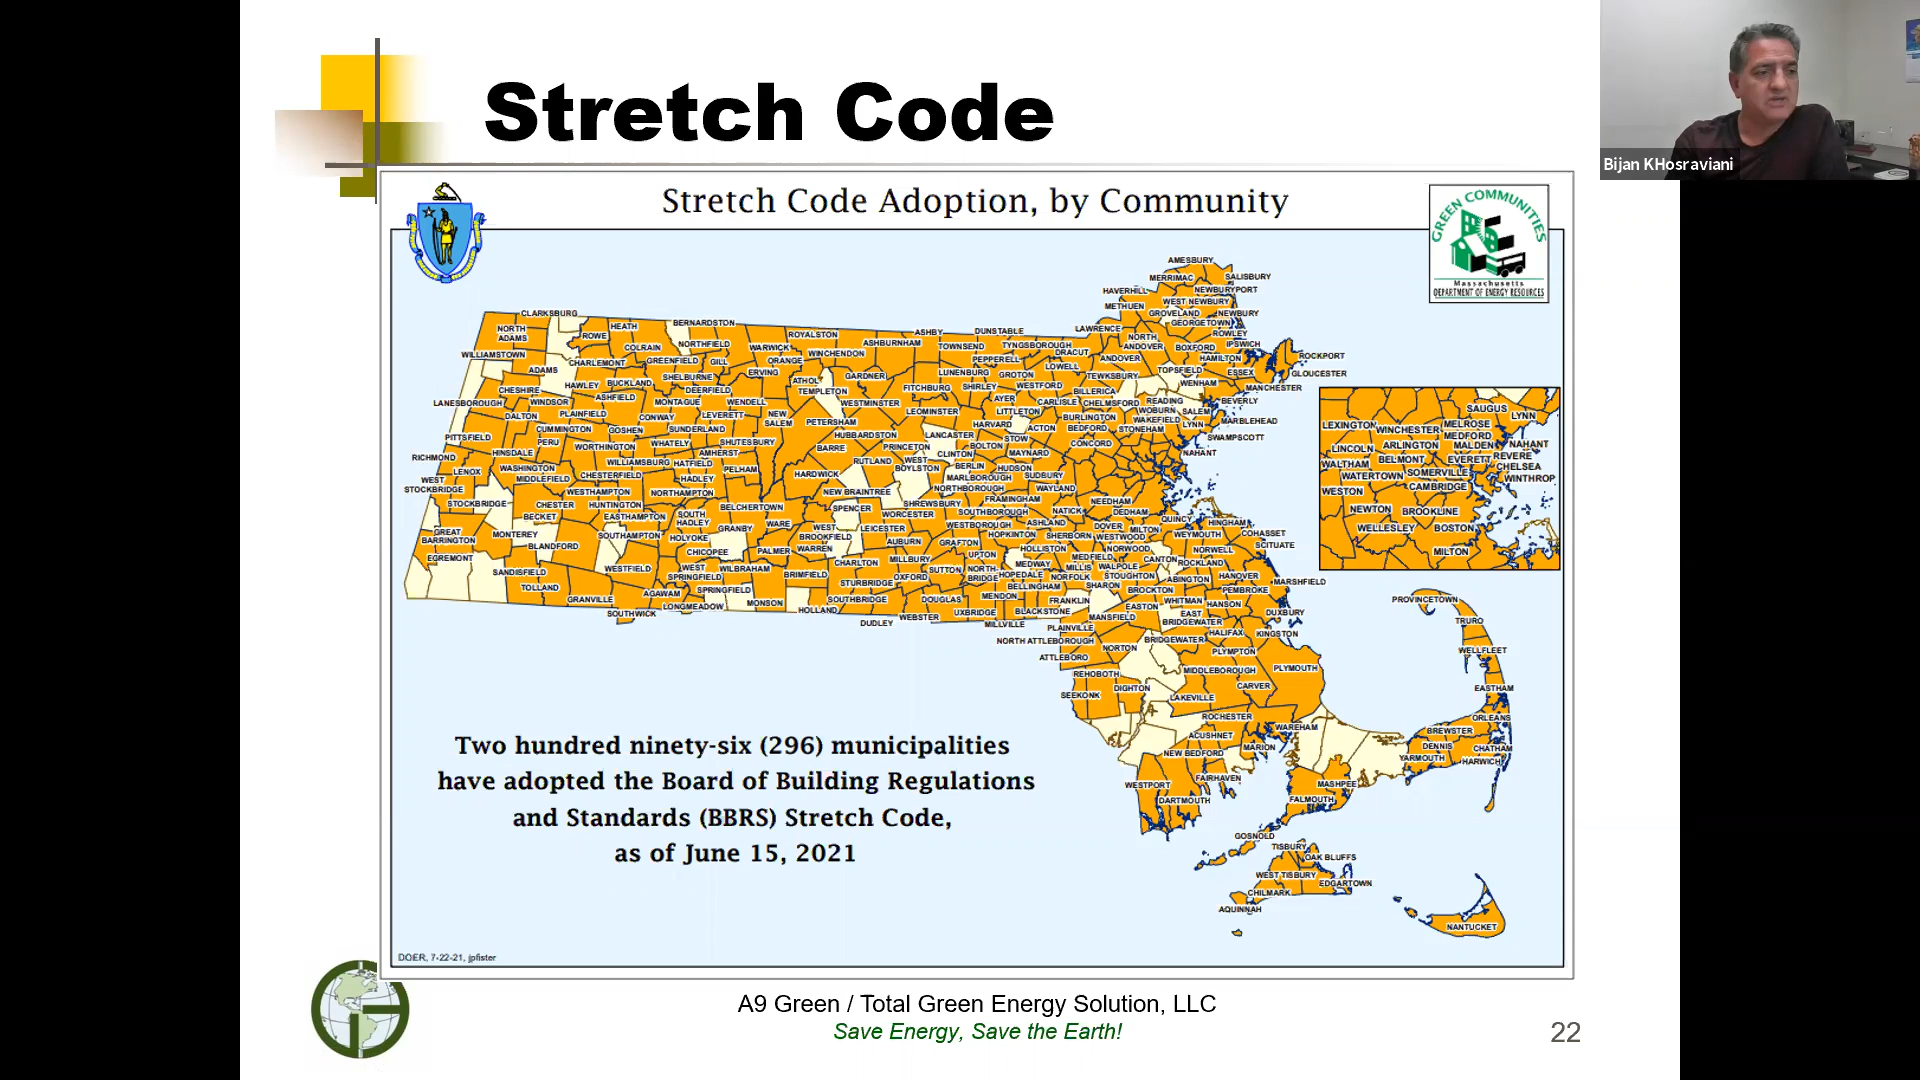 Stretch Code
Bijan KHosraviani
Stretch Code Adoption, by Community
GREEN COMMUNITIES
Massachusetts
DEPARTMENT OF ENERGY RESOURCES
AMESBURY
MERRIMAC
SALISBURY
HAVERHILL
NEWBURYPORT
METHUEN
WEST NEWBURY
GROVELAND
NEWBURY
GEORGETOWN
CLARKSBURG
NORTH
ADAMS
ROWE
HEATH
BERNARDSTON
COLRAIN
NORTHFIELD
WARWICK
ROYALSTON
ORANGE
WINCHENDON
ASHBURNHAM
ASHBY
TOWNSEND
DUNSTABLE
PEPPERELL
TYNGSBOROUGH
DRACUT
LAWRENCE
NORTH
ANDOVER
ANDOVER
BOXFORD
ROWLEY
IPSWICH
HAMILTON
ESSEX
ROCKPORT
GLOUCESTER
MANCHESTER
WILLIAMSTOWN
ADAMS
CHARLEMONT
GREENFIELD
GILL
ERVING
ATHOL
TEMPLETON
GARDNER
LUNENBURG
GROTON
LOWELL
TEWKSBURY
TOPSFIELD
WENHAM
CHESHIRE
HAWLEY
BUCKLAND
SHELBURNE
DEERFIELD
FITCHBURG
SHIRLEY
WESTFORD
BILLERICA
READING
BEVERLY
LANESBOROUGH
WINDSOR
ASHFIELD
MONTAGUE
WENDELL
WESTMINSTER
AYER
CARLISLE
CHELMSFORD
WOBURN
SALEM
DALTON
PLAINFIELD
CONWAY
LEVERETT
NEW
SALEM
PETERSHAM
LEOMINSTER
LITTLETON
BURLINGTON
WAKEFIELD
LYNN
MARBLEHEAD
CUMMINGTON
GOSHEN
SUNDERLAND
HUBBARDSTON
LANCASTER
HARVARD
ACTON
BEDFORD
STONEHAM
SWAMPSCOTT
PITTSFIELD
PERU
WORTHINGTON
WHATELY
SHUTESBURY
BARRE
PRINCETON
BOLTON
STOW
CONCORD
NAHANT
RICHMOND
HINSDALE
WILLIAMSBURG
HATFIELD
AMHERST
RUTLAND
WEST
BOYLSTON
CLINTON
MAYNARD
LENOX
WASHINGTON
CHESTERFIELD
PELHAM
HARDWICK
BERLIN
HUDSON
SUDBURY
WEST
STOCKBRIDGE
MIDDLEFIELD
HADLEY
MARLBOROUGH
WESTHAMPTON
NORTHAMPTON
NEW BRAINTREE
NORTHBOROUGH
WAYLAND
STOCKBRIDGE
CHESTER
HUNTINGTON
BELCHERTOWN
SPENCER
SHREWSBURY
FRAMINGHAM
NEEDHAM
BECKET
EASTHAMPTON
SOUTH
HADLEY
WARE
WORCESTER
SOUTHBOROUGH
NATICK
DEDHAM
QUINCY
HINGHAM
COHASSET
GREAT
BARRINGTON
MONTEREY
SOUTHAMPTON
HOLYOKE
GRANBY
WEST
BROOKFIELD
LEICESTER
WESTBOROUGH
ASHLAND
DOVER
MILTON
WEYMOUTH
SCITUATE
BLANDFORD
CHICOPEE
PALMER
WARREN
AUBURN
GRAFTON
HOPKINTON
SHERBORN
WESTWOOD
NORWELL
EGREMONT
CHARLTON
MILLBURY
UPTON
HOLLISTON
MEDFIELD
NORWOOD
CANTON
ROCKLAND
SANDISFIELD
WESTFIELD
WEST
SPRINGFIELD
WILBRAHAM
BRIMFIELD
STURBRIDGE
OXFORD
SUTTON
NORTH-
BRIDGE
HOPEDALE
MEDWAY
MILLIS
NORFOLK
WALPOLE
SHARON
STOUGHTON
ABINGTON
HANOVER
MARSHFIELD
TOLLAND
GRANVILLE
AGAWAM
SPRINGFIELD
LONGMEADOW
MONSON
HOLLAND
SOUTHBRIDGE
DOUGLAS
MENDON
BELLINGHAM
FRANKLIN
BROCKTON
WHITMAN
HANSON
PEMBROKE
SOUTHWICK
DUDLEY
WEBSTER
UXBRIDGE
MILLVILLE
BLACKSTONE
MANSFIELD
EASTON
EAST
BRIDGEWATER
DUXBURY
PLAINVILLE
NORTH ATTLEBOROUGH
NORTON
BRIDGEWATER
HALIFAX
KINGSTON
ATTLEBORO
PLYMPTON
REHOBOTH
MIDDLEBOROUGH
PLYMOUTH
SEEKONK
DIGHTON
LAKEVILLE
CARVER
ROCHESTER
WAREHAM
ACUSHNET
NEW BEDFORD
MARION
WESTPORT
FAIRHAVEN
DARTMOUTH
MASHPEE
FALMOUTH
PROVINCETOWN
TRURO
WELLFLEET
EASTHAM
ORLEANS
BREWSTER
DENNIS
CHATHAM
YARMOUTH
HARWICH
GOSNOLD
TISBURY
OAK BLUFFS
WEST TISBURY
EDGARTOWN
CHILMARK
AQUINNAH
NANTUCKET
SAUGUS
LYNN
LEXINGTON
WINCHESTER
MELROSE
MEDFORD
LINCOLN
ARLINGTON
MALDEN
NAHANT
WALTHAM
BELMONT
EVERETT
REVERE
WATERTOWN
SOMERVILLE
CHELSEA
WESTON
CAMBRIDGE
WINTHROP
NEWTON
BROOKLINE
WELLESLEY
BOSTON
MILTON
Two hundred ninety-six (296) municipalities
have adopted the Board of Building Regulations
and Standards (BBRS) Stretch Code,
as of June 15, 2021
DOER, 7-22-21, jpfister
A9 Green / Total Green Energy Solution, LLC
Save Energy, Save the Earth!
22